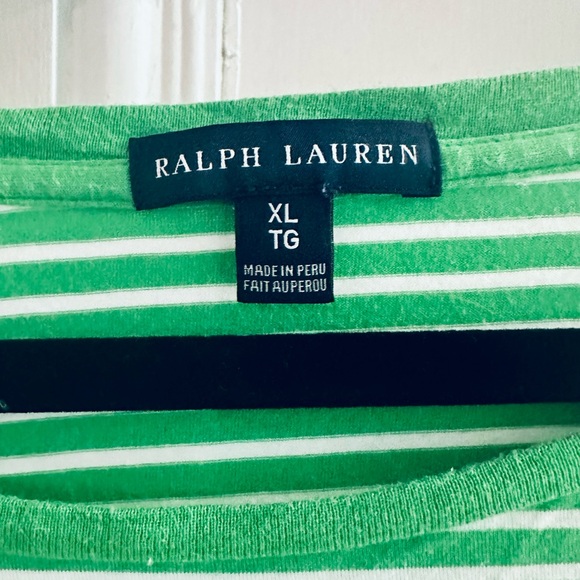 RALPH LAUREN
XL
TG
MADE IN PERU
FAIT AU PEROU